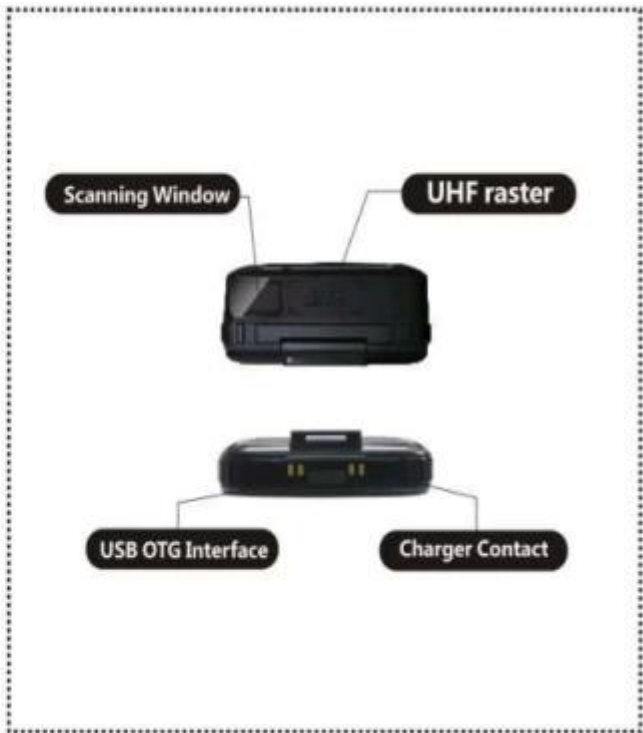 Scanning Window
UHF raster
USB OTG Interface
Charger Contact